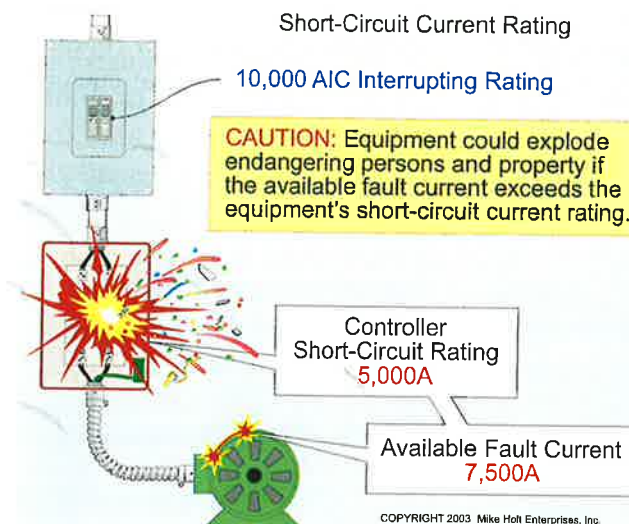 Short-Circuit Current Rating
10,000 AIC Interrupting Rating
CAUTION: Equipment could explode
endangering persons and property if
the available fault current exceeds the
equipment's short-circuit current rating.
Controller
Short-Circuit Rating
5,000A
Available Fault Current
7,500A
COPYRIGHT 2003 Mike Holt Enterprises, Inc.